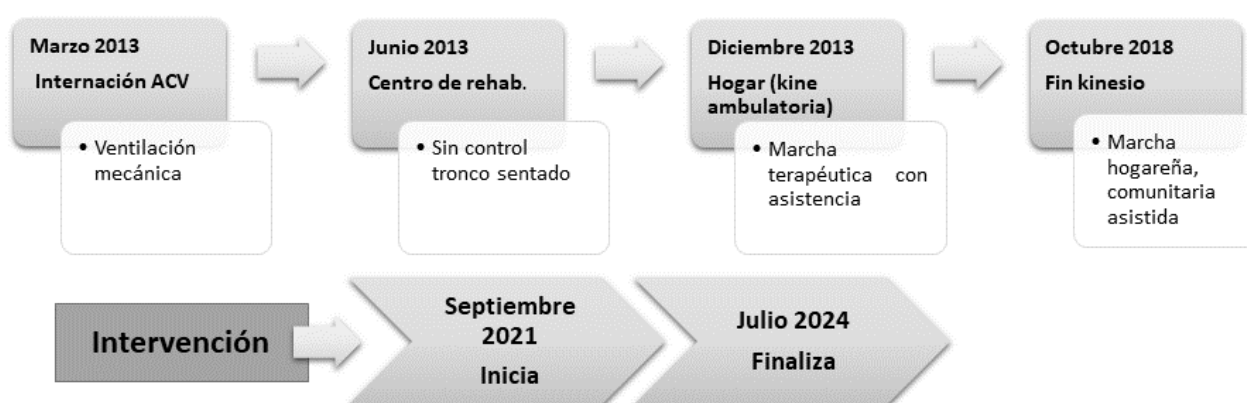 Marzo 2013
Internación ACV
• Ventilación
mecánica
Junio 2013
Centro de rehab.
• Sin control
tronco sentado
Diciembre 2013
Hogar (kine
ambulatoria)
• Marcha
terapéutica con
asistencia
Octubre 2018
Fin kinesio
• Marcha
hogareña,
comunitaria
asistida
Intervención
Septiembre
2021
Inicia
Julio 2024
Finaliza